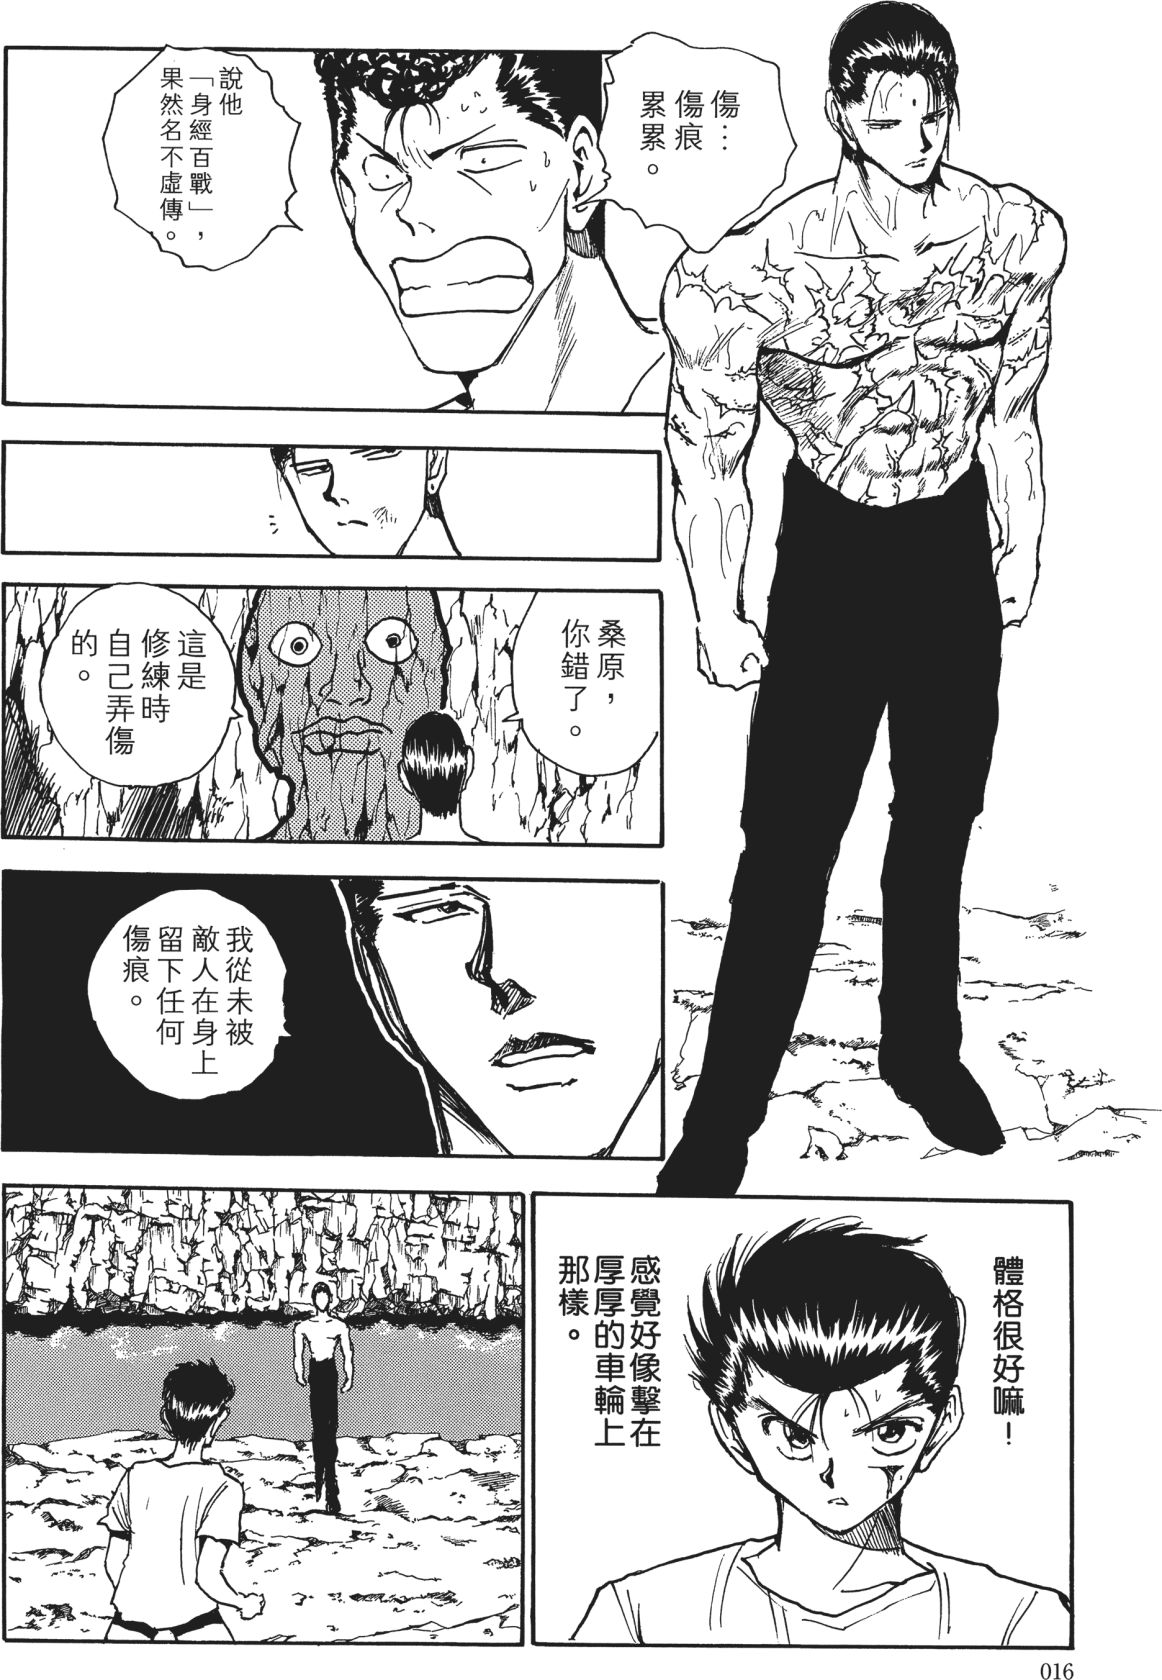 傷…
傷痕
累累。
說他
「身經百戰」，
果然名不虛傳。
桑原，
你錯了。
這是
修練時
自己弄傷
的。
我從未被
敵人在身上
留下任何
傷痕。
體格很好嘛！
感覺好像擊在
厚厚的車輪上
那樣。
016